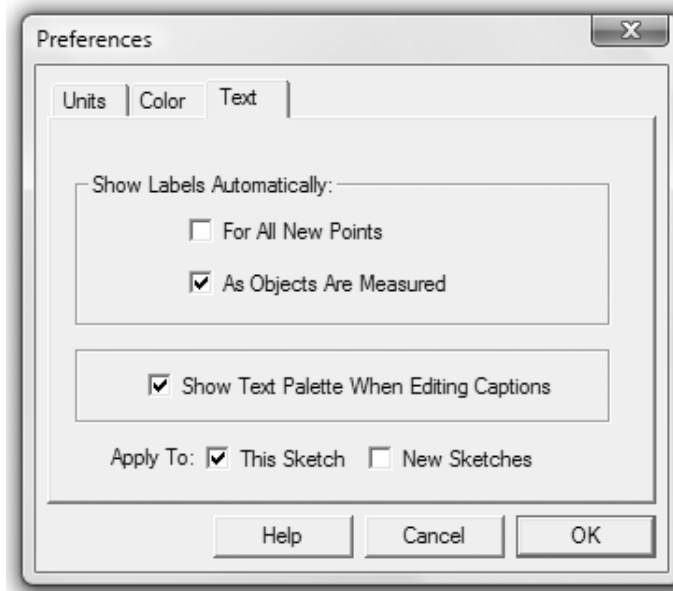 Preferences
Units Color Text
Show Labels Automatically:
For All New Points
As Objects Are Measured
Show Text Palette When Editing Captions
Apply To: This Sketch New Sketches
Help Cancel OK